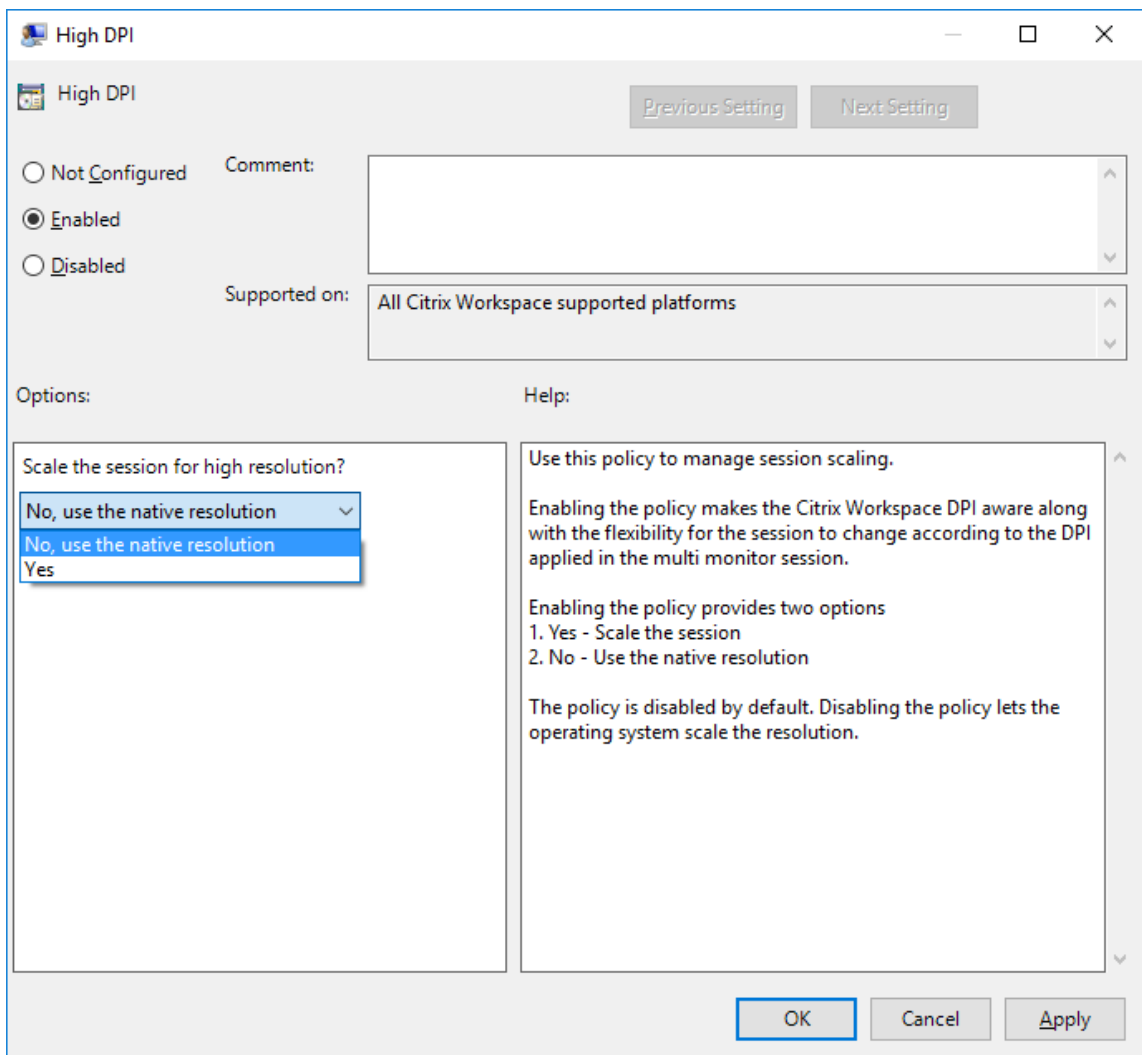 High DPI
High DPI
Previous Setting
Next Setting
Not Configured
Comment:
Enabled
Disabled
Supported on:
All Citrix Workspace supported platforms
Options:
Help:
Scale the session for high resolution?
No, use the native resolution
No, use the native resolution
Yes
Use this policy to manage session scaling.
Enabling the policy makes the Citrix Workspace DPI aware along
with the flexibility for the session to change according to the DPI
applied in the multi monitor session.
Enabling the policy provides two options
1. Yes - Scale the session
2. No - Use the native resolution
The policy is disabled by default. Disabling the policy lets the
operating system scale the resolution.
OK
Cancel
Apply